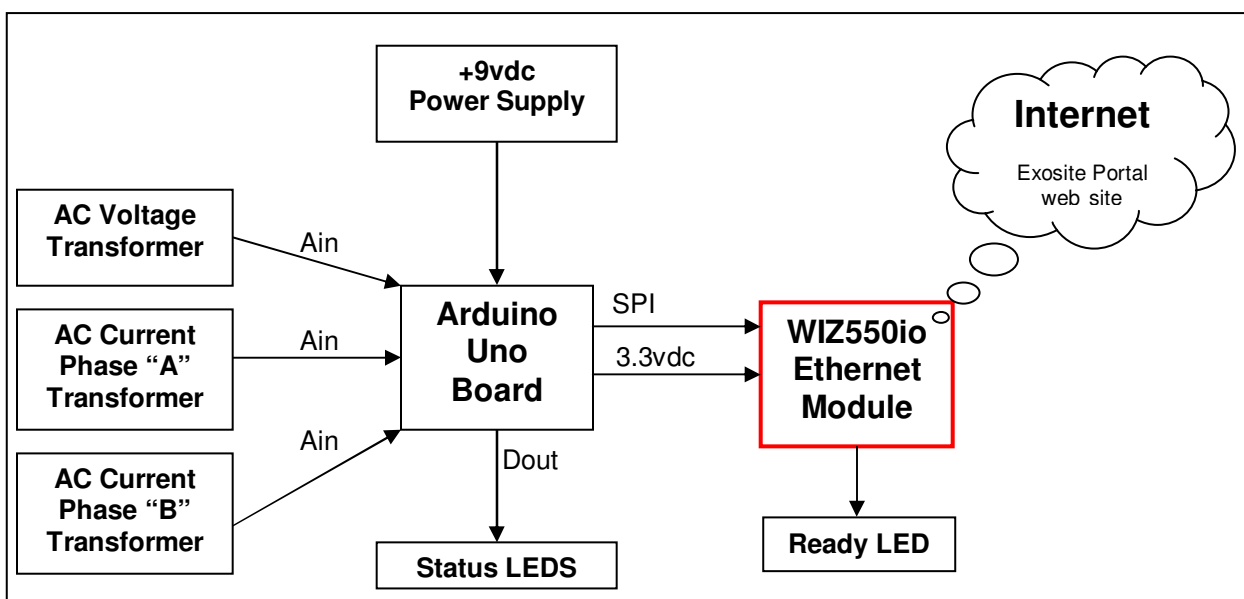 +9vdc
Power Supply
Internet
Exosite Portal
web site
AC Voltage
Transformer
Ain
AC Current
Phase “A”
Transformer
Ain
AC Current
Phase “B”
Transformer
Ain
Arduino
Uno
Board
SPI
3.3vdc
WIZ550io
Ethernet
Module
Dout
Status LEDS
Ready LED